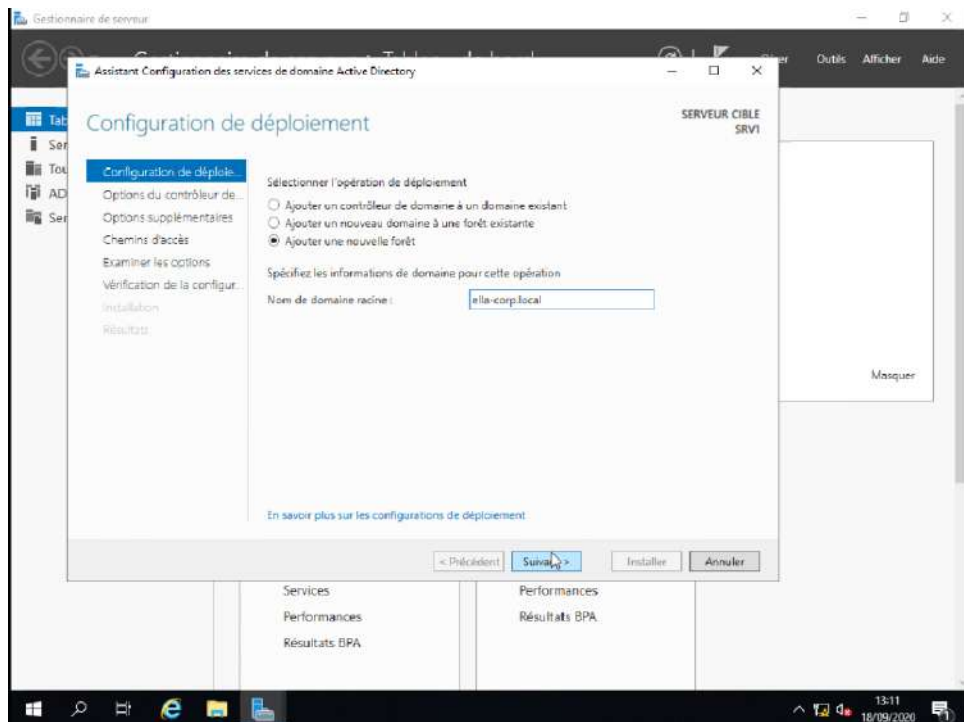 Gestionnaire de serveur
Outils Afficher Aide
Assistant Configuration des services de domaine Active Directory
Configuration de déploiement
SERVEUR CIBLE
SRV1
Tab
Ser
Tou
AD
Ser
Configuration de déploie...
Options du contrôleur de...
Options supplémentaires
Chemins d'accès
Examiner les options
Vérification de la configur...
Installation
Résultats
Sélectionner l'opération de déploiement
Ajouter un contrôleur de domaine à un domaine existant
Ajouter un nouveau domaine à une forêt existante
Ajouter une nouvelle forêt
Spécifiez les informations de domaine pour cette opération
Nom de domaine racine :
ella-corp.local
En savoir plus sur les configurations de déploiement
Masquer
< Précédent
Suivant >
Installer
Annuler
Services
Performances
Résultats BPA
Performances
Résultats BPA
13:11
18/09/2020